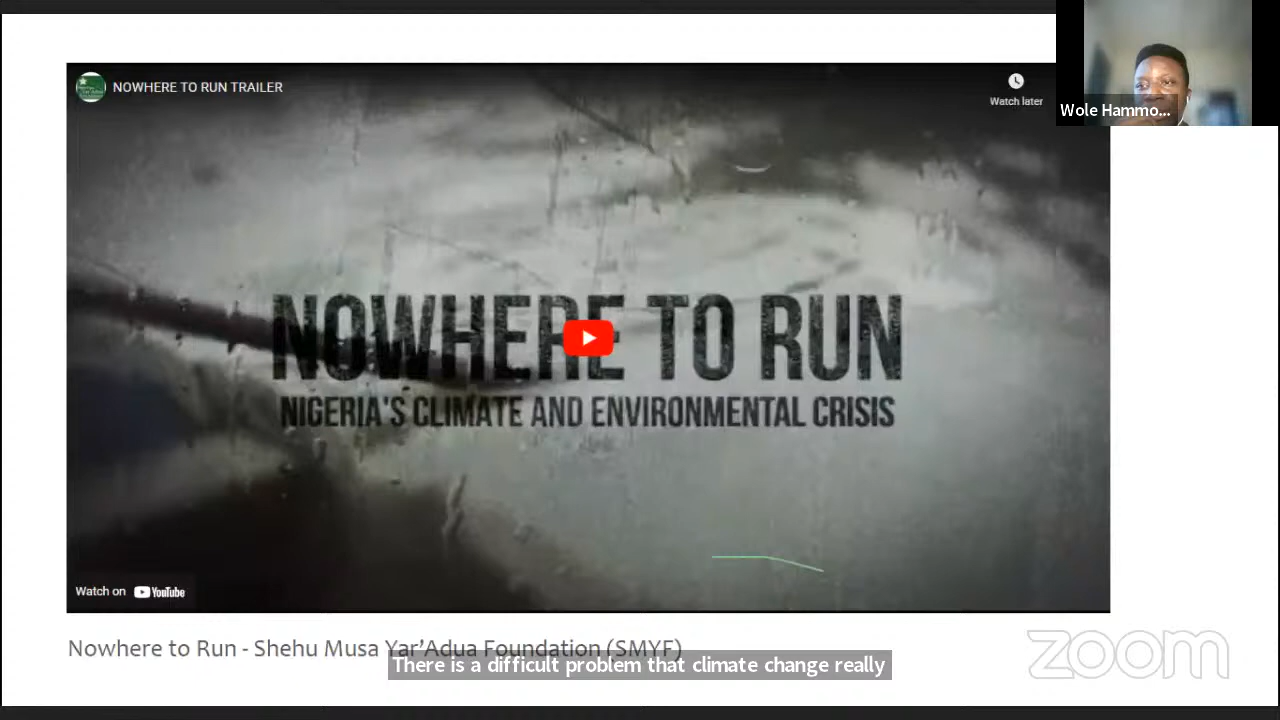 NOWHERE TO RUN TRAILER
Watch later
Wole Hammo...
NOWHERE TO RUN
NIGERIA'S CLIMATE AND ENVIRONMENTAL CRISIS
Watch on YouTube
Nowhere to Run - Shehu Musa Yar’Adua Foundation (SMYF)
There is a difficult problem that climate change really
zoom